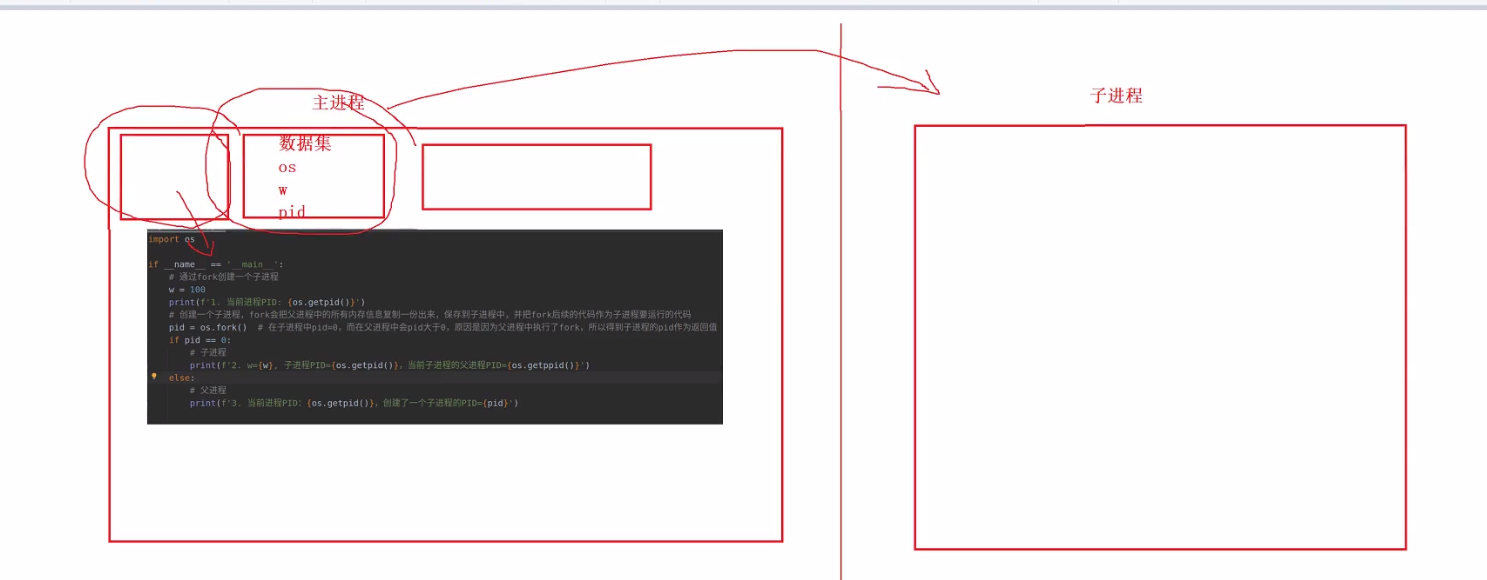 主进程
子进程
数据集
os
w
pid
import os
if __name__ == '__main__':
# 通过fork创建一个子进程
w = 100
print(f'1. 当前进程PID: {os.getpid()}')
# 创建一个子进程, fork会把父进程中的所有内存信息复制一份出来, 保存到子进程中, 并把fork后续的代码作为子进程要运行的代码
pid = os.fork()  # 在子进程中pid=0, 而在父进程中会pid大于0, 原因是因为父进程中执行了fork, 所以得到子进程的pid作为返回值
if pid == 0:
# 子进程
print(f'2. w={w}, 子进程PID={os.getpid()}, 当前子进程的父进程PID={os.getppid()}')
else:
# 父进程
print(f'3. 当前进程PID: {os.getpid()}, 创建了一个子进程的PID={pid}')